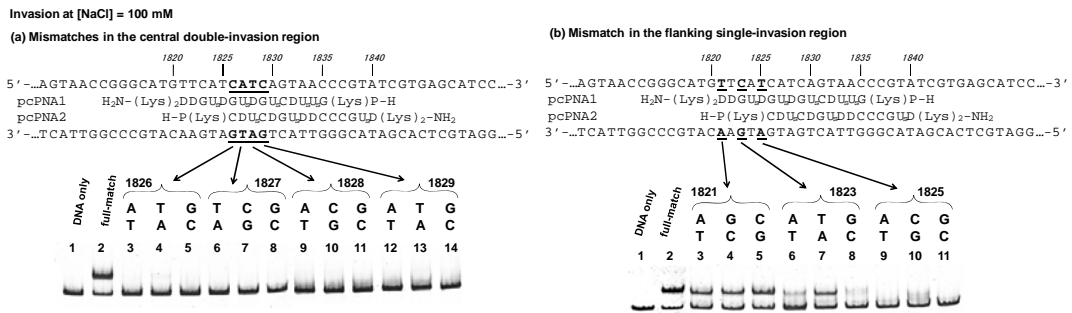 Invasion at [NaCl] = 100 mM
(a) Mismatches in the central double-invasion region
1820 1825 1830 1835 1840
5'-…AGTAACCGGGCATGTTCATCATCAGTAACCCGTATCGTGAGCATCC…-3'
pcPNA1 H₂N-(Lys)₂DDGUₛDGUₛDGUₛCDUₛUₛG(Lys)P-H
pcPNA2 H-P(Lys)CDUₛCDGUₛDDCCCGUₛD(Lys)₂-NH₂
3'-…TCATTGGCCCGTACAAGTAGTAGTCATTGGGCATAGCACTCGTAGG…-5'
DNA only full-match 1826 1827 1828 1829
A T G T C G A C G A T G
T A C A G C T G C T A C
1 2 3 4 5 6 7 8 9 10 11 12 13 14
(b) Mismatch in the flanking single-invasion region
1820 1825 1830 1835 1840
5'-…AGTAACCGGGCATGTTCATCATCAGTAACCCGTATCGTGAGCATCC…-3'
pcPNA1 H₂N-(Lys)₂DDGUₛDGUₛDGUₛCDUₛUₛG(Lys)P-H
pcPNA2 H-P(Lys)CDUₛCDGUₛDDCCCGUₛD(Lys)₂-NH₂
3'-…TCATTGGCCCGTACAAGTAGTAGTCATTGGGCATAGCACTCGTAGG…-5'
DNA only full-match 1821 1823 1825
A G C A T G A C G
T C G T A C T G C
1 2 3 4 5 6 7 8 9 10 11